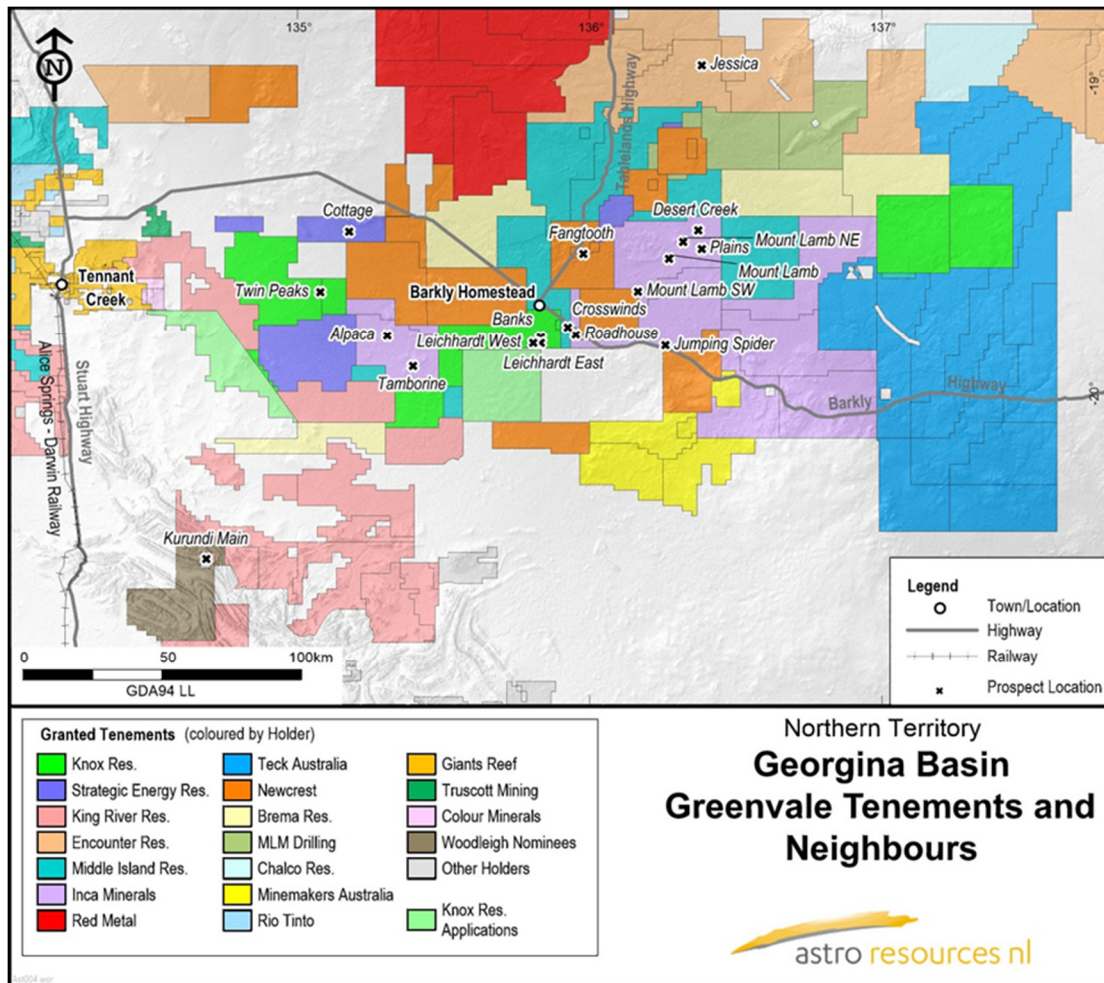 135°
136°
137°
-19°
-20°
N
Jessica
Tablelands Highway
Cottage
Desert Creek
Fangtooth
Mount Lamb NE
Plains
Mount Lamb
Tennant
Creek
Twin Peaks
Barkly Homestead
Mount Lamb SW
Banks
Crosswinds
Alpaca
Leichhardt West
Roadhouse
Jumping Spider
Leichhardt East
Tamborine
Barkly
Highway
Stuart Highway
Alice Springs - Darwin Railway
Kurundi Main
0 50 100km
GDA94 LL
Legend
Town/Location
Highway
Railway
Prospect Location
Granted Tenements (coloured by Holder)
Knox Res.
Strategic Energy Res.
King River Res.
Encounter Res.
Middle Island Res.
Inca Minerals
Red Metal
Teck Australia
Newcrest
Brema Res.
MLM Drilling
Chalco Res.
Minemakers Australia
Rio Tinto
Giants Reef
Truscott Mining
Colour Minerals
Woodleigh Nominees
Other Holders
Knox Res.
Applications
Northern Territory
Georgina Basin
Greenvale Tenements and
Neighbours
astro resources nl
Ast004.wor